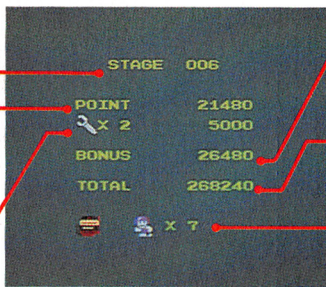 STAGE 006
POINT 21480
X 2 5000
BONUS 26480
TOTAL 268240
X 7